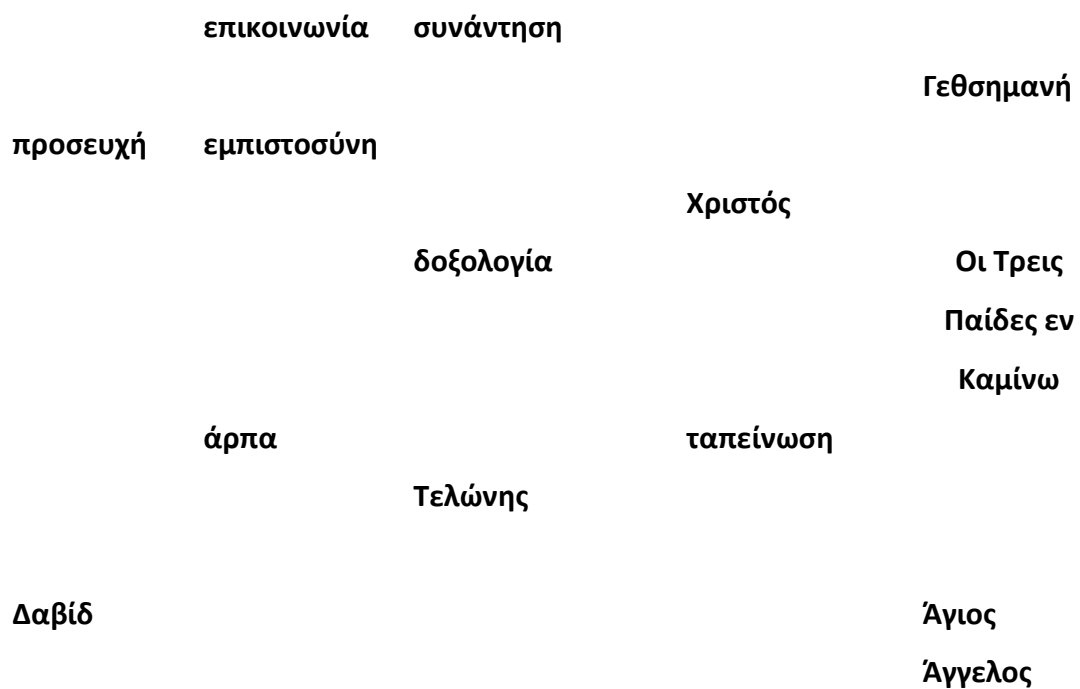 επικοινωνία συνάντηση
Γεθσημανή
προσευχή εμπιστοσύνη
Χριστός
δοξολογία Οι Τρεις
Παίδες εν
Καμίνω
άρπα ταπείνωση
Τελώνης
Δαβίδ Άγιος
Άγγελος